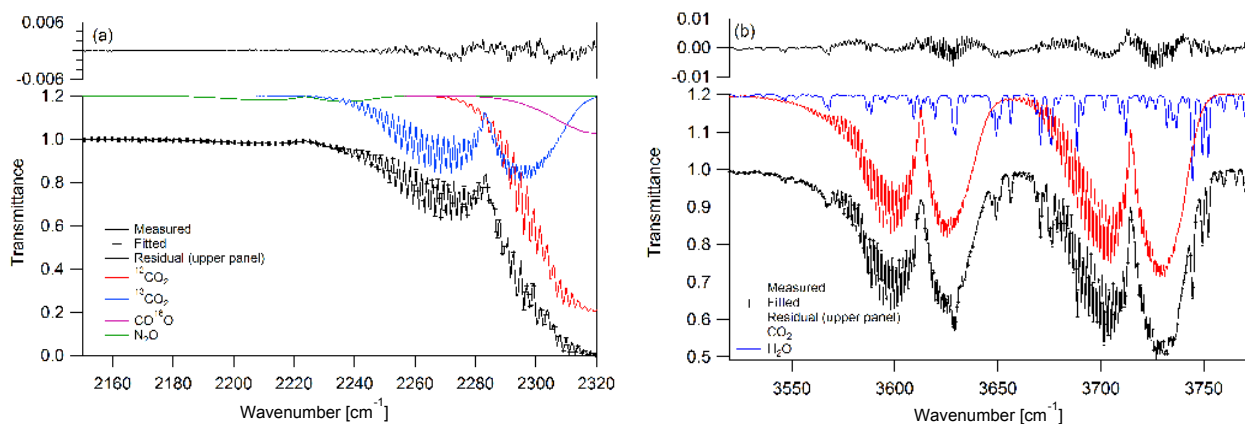 0.006
0.000
-0.006
(a)
1.2
1.0
0.8
0.6
0.4
0.2
0.0
Transmittance
Measured
Fitted
Residual (upper panel)
¹²CO₂
¹³CO₂
CO¹⁸O
N₂O
2160 2180 2200 2220 2240 2260 2280 2300 2320
Wavenumber [cm⁻¹]
0.01
0.00
-0.01
(b)
1.2
1.1
1.0
0.9
0.8
0.7
0.6
0.5
Transmittance
Measured
Fitted
Residual (upper panel)
CO₂
H₂O
3550 3600 3650 3700 3750
Wavenumber [cm⁻¹]